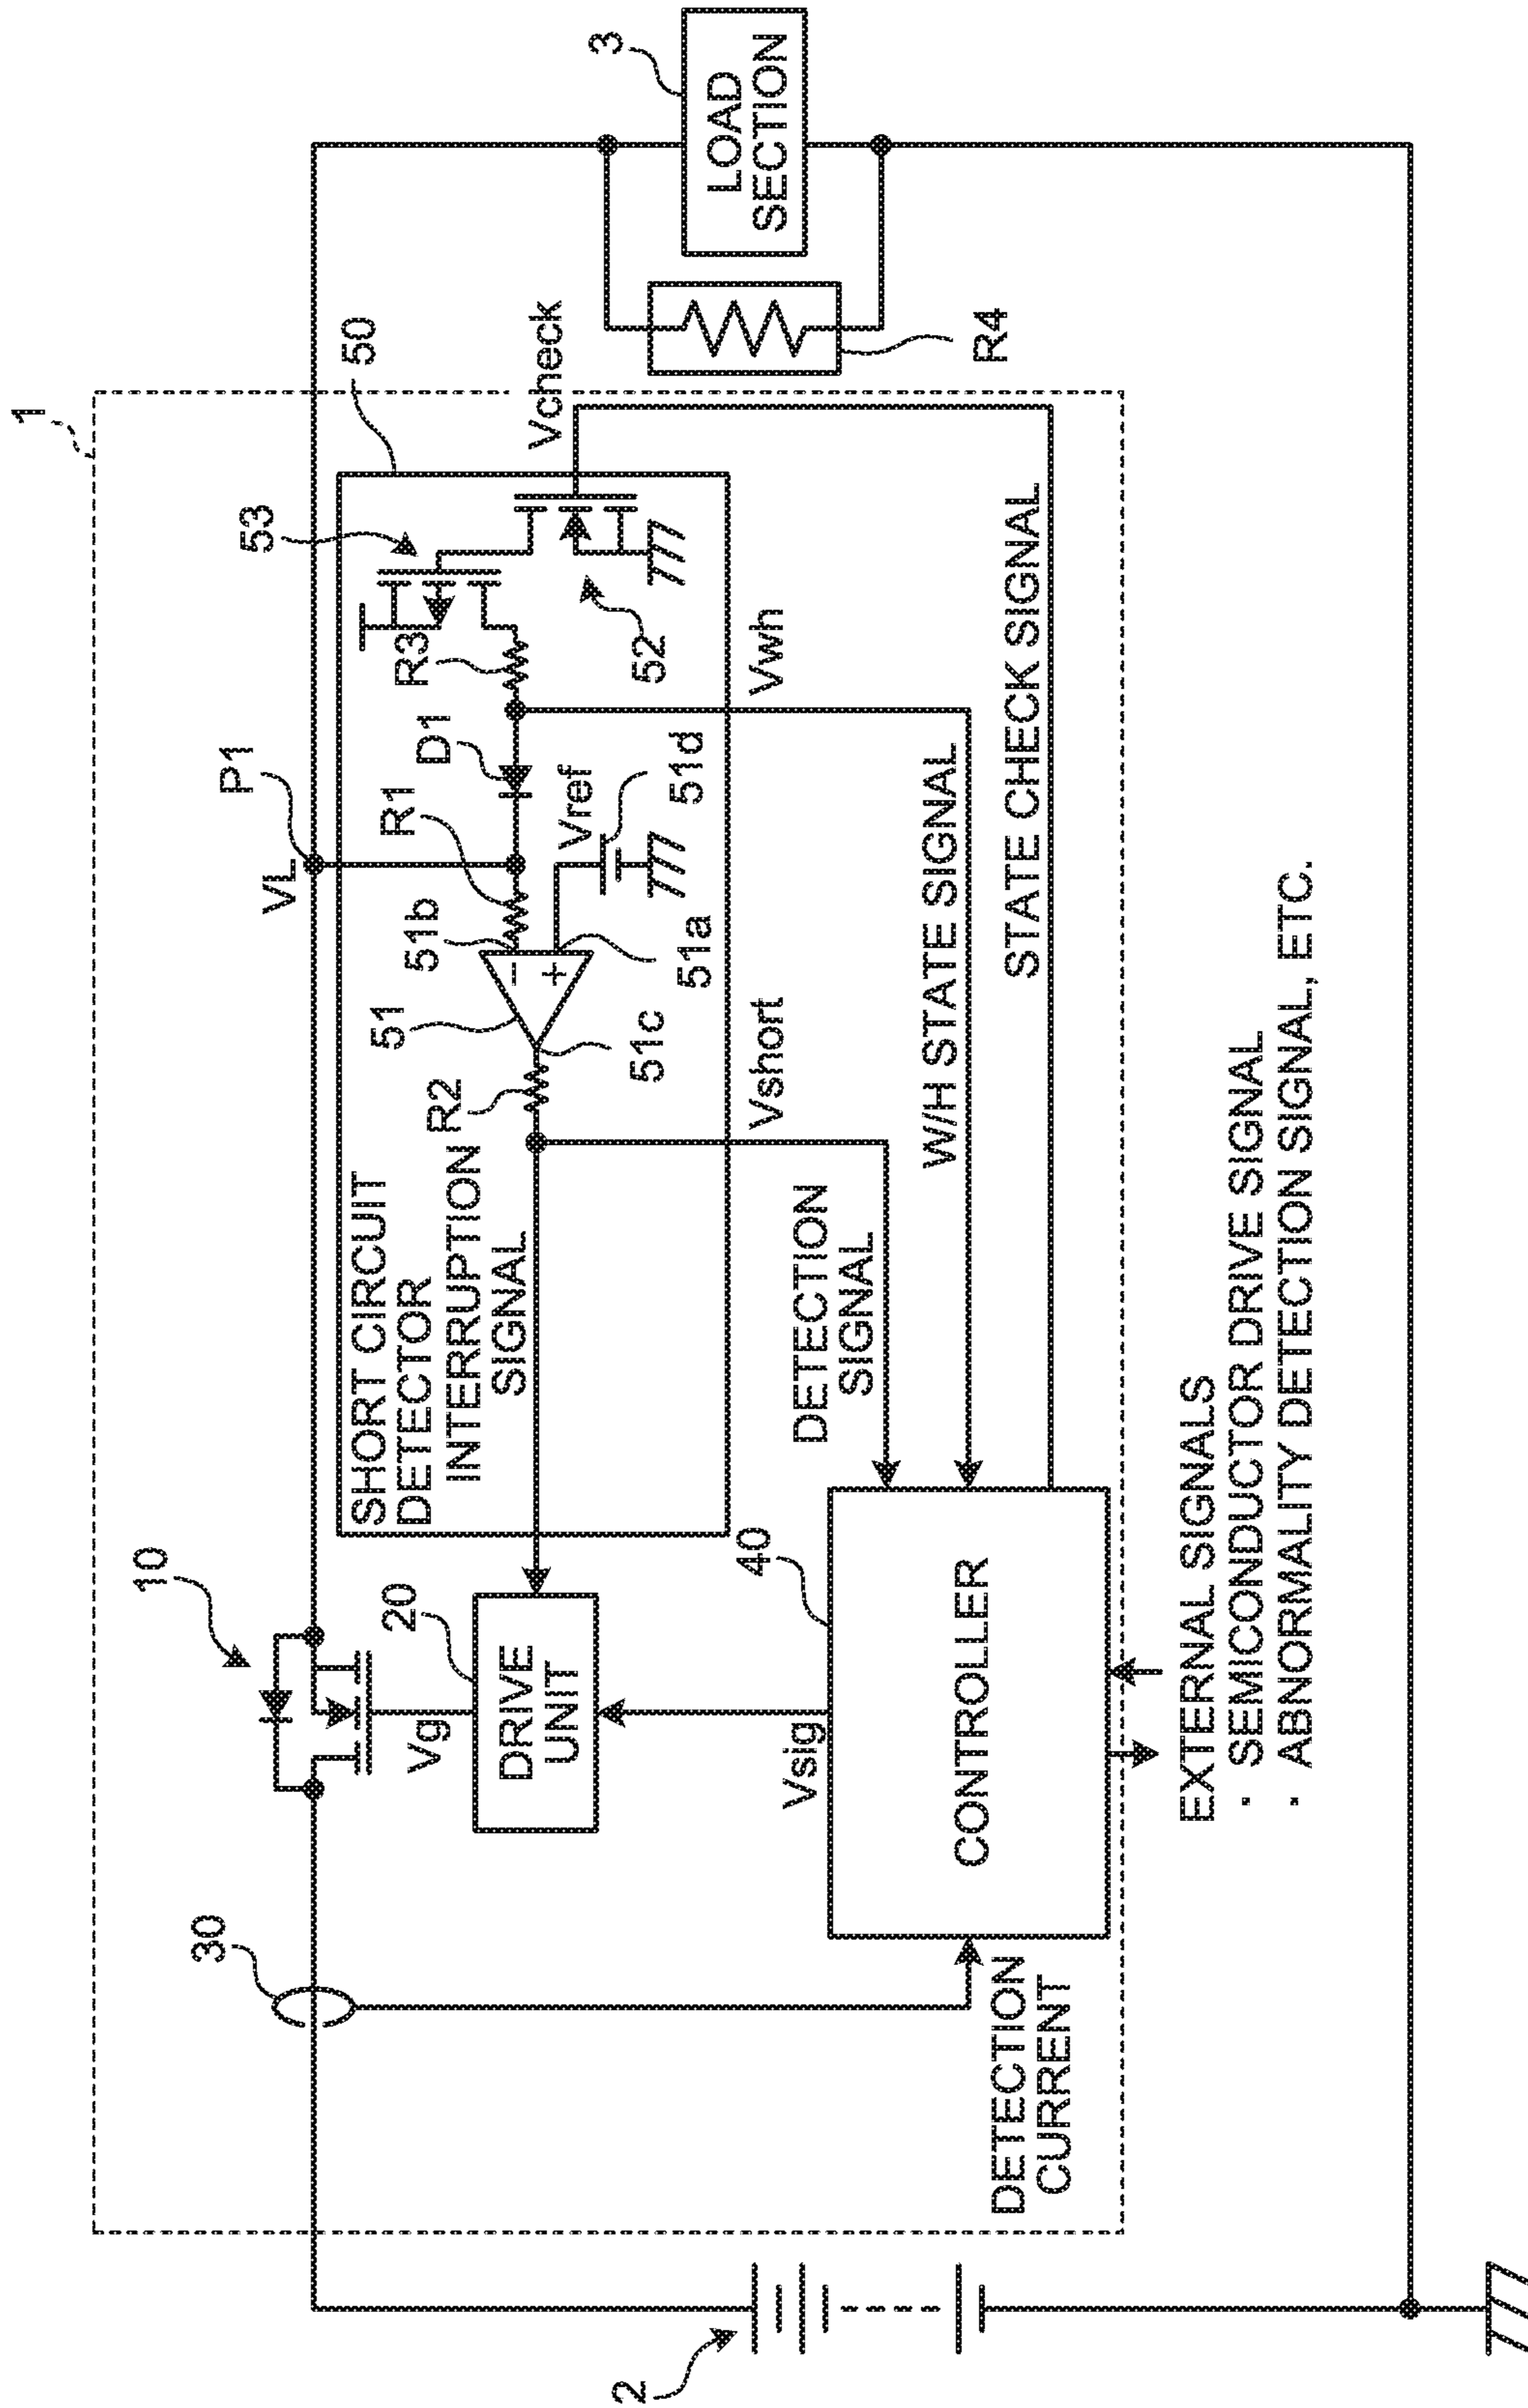 1
10
30
VL
P1
53
50
3
20
Vg
DRIVE
UNIT
SHORT CIRCUIT
DETECTOR
INTERRUPTION
SIGNAL
R2
51
51b
R1
D1
R3
Vcheck
LOAD
SECTION
-
+
51c
51a
Vref
51d
52
R4
2
40
Vsig
Vshort
Vwh
DETECTION
SIGNAL
W/H STATE SIGNAL
STATE CHECK SIGNAL
CONTROLLER
DETECTION
CURRENT
EXTERNAL SIGNALS
· SEMICONDUCTOR DRIVE SIGNAL
· ABNORMALITY DETECTION SIGNAL, ETC.